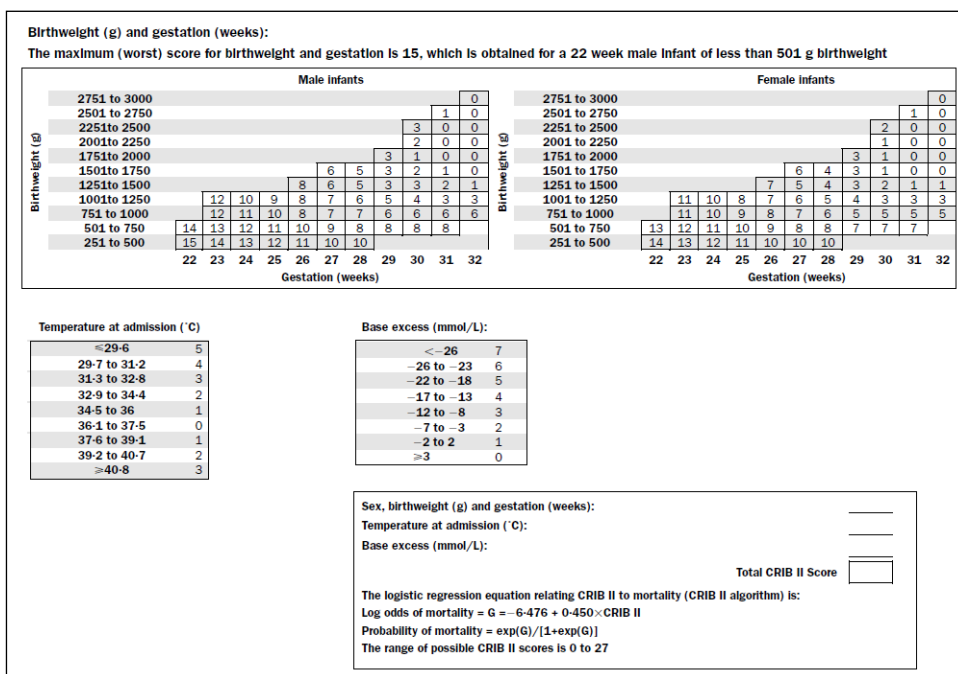 Birthweight (g) and gestation (weeks):
The maximum (worst) score for birthweight and gestation is 15, which is obtained for a 22 week male infant of less than 501 g birthweight
Male infants
Birthweight (g)
2751 to 3000 0
2501 to 2750 1 0
2251to 2500 3 0 0
2001to 2250 2 0 0
1751to 2000 3 1 0 0
1501to 1750 6 5 3 2 1 0
1251to 1500 8 6 5 3 3 2 1
1001to 1250 12 10 9 8 7 6 5 4 3 3
751 to 1000 12 11 10 8 7 7 6 6 6 6
501 to 750 14 13 12 11 10 9 8 8 8 8
251 to 500 15 14 13 12 11 10 10
22 23 24 25 26 27 28 29 30 31 32
Gestation (weeks)
Female infants
Birthweight (g)
2751 to 3000 0
2501 to 2750 1 0
2251 to 2500 2 0 0
2001 to 2250 1 0 0
1751 to 2000 3 1 0 0
1501 to 1750 6 4 3 1 0 0
1251 to 1500 7 5 4 3 2 1 1
1001 to 1250 11 10 8 7 6 5 4 3 3 3
751 to 1000 11 10 9 8 7 6 5 5 5 5
501 to 750 13 12 11 10 9 8 8 7 7 7
251 to 500 14 13 12 11 10 10 10
22 23 24 25 26 27 28 29 30 31 32
Gestation (weeks)
Temperature at admission (˚C)
⩽29·6 5
29·7 to 31·2 4
31·3 to 32·8 3
32·9 to 34·4 2
34·5 to 36 1
36·1 to 37·5 0
37·6 to 39·1 1
39·2 to 40·7 2
⩾40·8 3
Base excess (mmol/L):
<−26 7
−26 to −23 6
−22 to −18 5
−17 to −13 4
−12 to −8 3
−7 to −3 2
−2 to 2 1
⩾3 0
Sex, birthweight (g) and gestation (weeks):
Temperature at admission (˚C):
Base excess (mmol/L):
Total CRIB II Score
The logistic regression equation relating CRIB II to mortality (CRIB II algorithm) is:
Log odds of mortality = G =−6·476 + 0·450×CRIB II
Probability of mortality = exp(G)/[1+exp(G)]
The range of possible CRIB II scores is 0 to 27